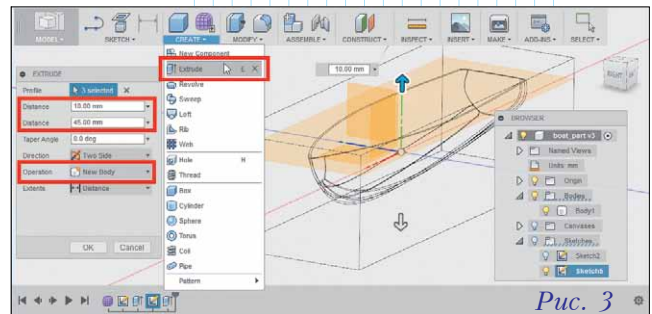 MODEL
SKETCH
CREATE
MODIFY
ASSEMBLE
CONSTRUCT
INSPECT
INSERT
MAKE
ADD-INS
SELECT
EXTRUDE
Profile 3 selected X
Distance 10.00 mm
Distance 45.00 mm
Taper Angle 0.0 deg
Direction Two Side
Operation New Body
Extents Distance
OK Cancel
New Component
Extrude E X
Revolve
Sweep
Loft
Rib
Web
Hole H
Thread
Box
Cylinder
Sphere
Torus
Coil
Pipe
Pattern
10.00 mm
BROWSER
boat_part v3
Named Views
Units: mm
Origin
Bodies
Body1
Canvases
Sketches
Sketch2
Рис. 3